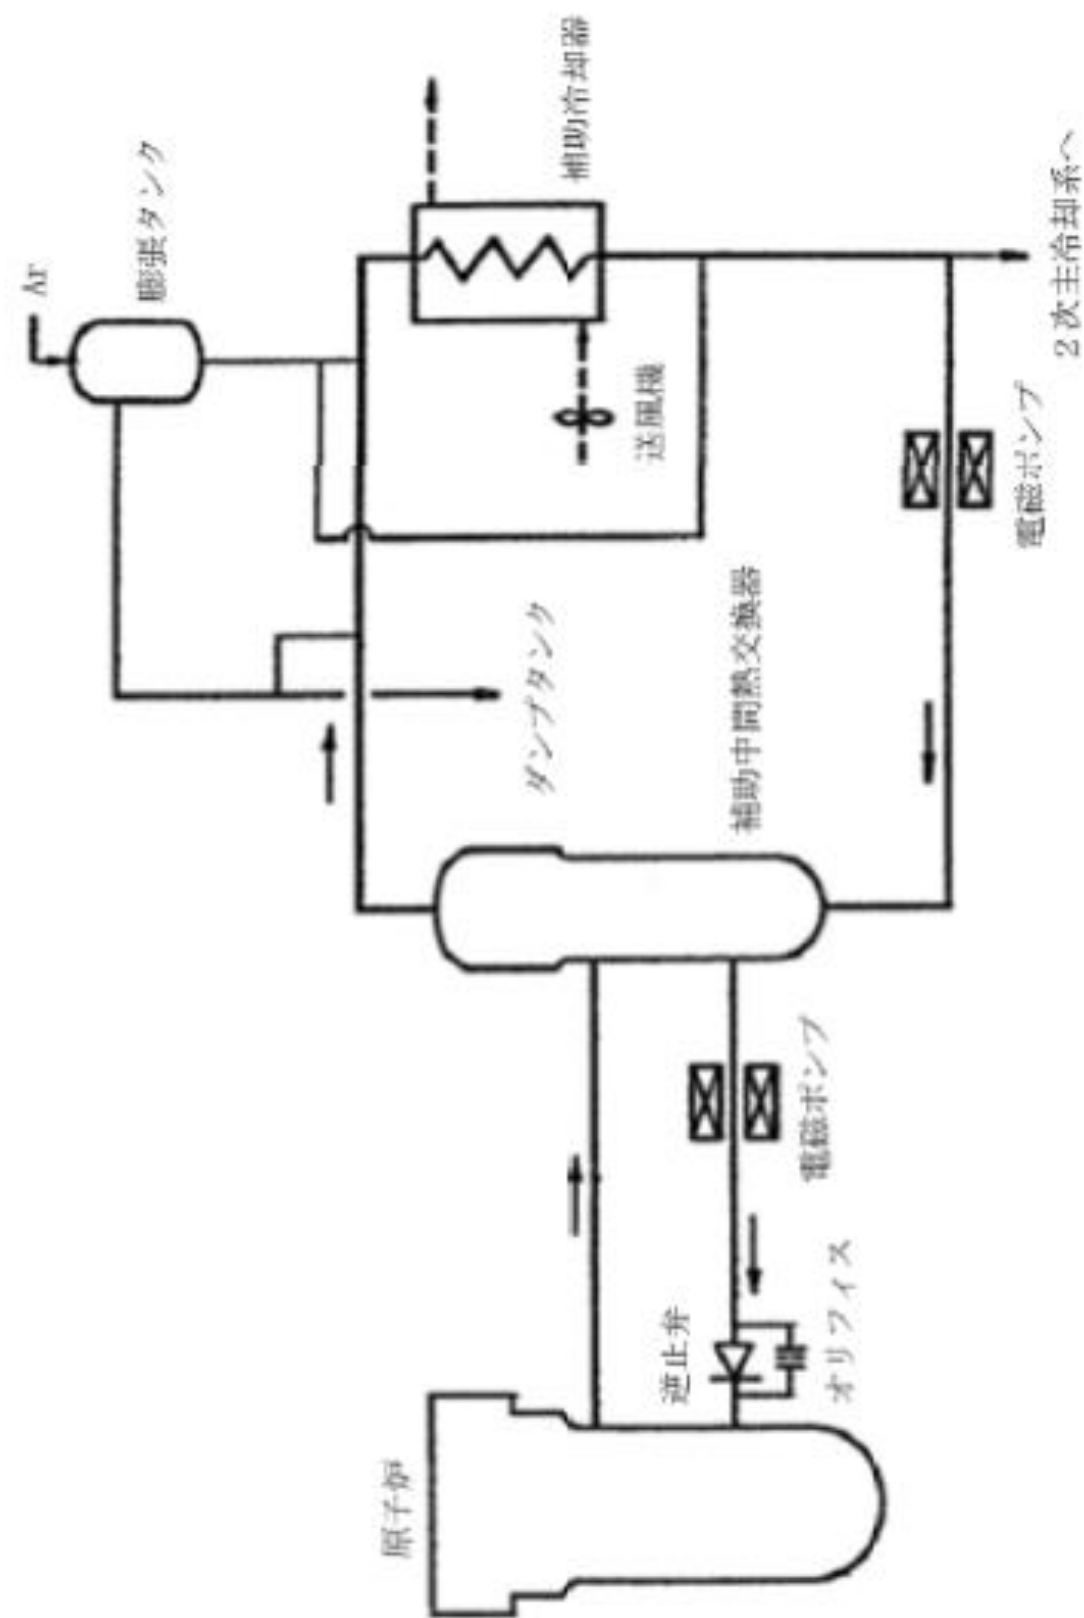 Ar
膨張タンク
補助冷却器
送風機
2次主冷却系へ
電磁ポンプ
ダンプタンク
補助中間熱交換器
電磁ポンプ
逆止弁
オリフィス
原子炉